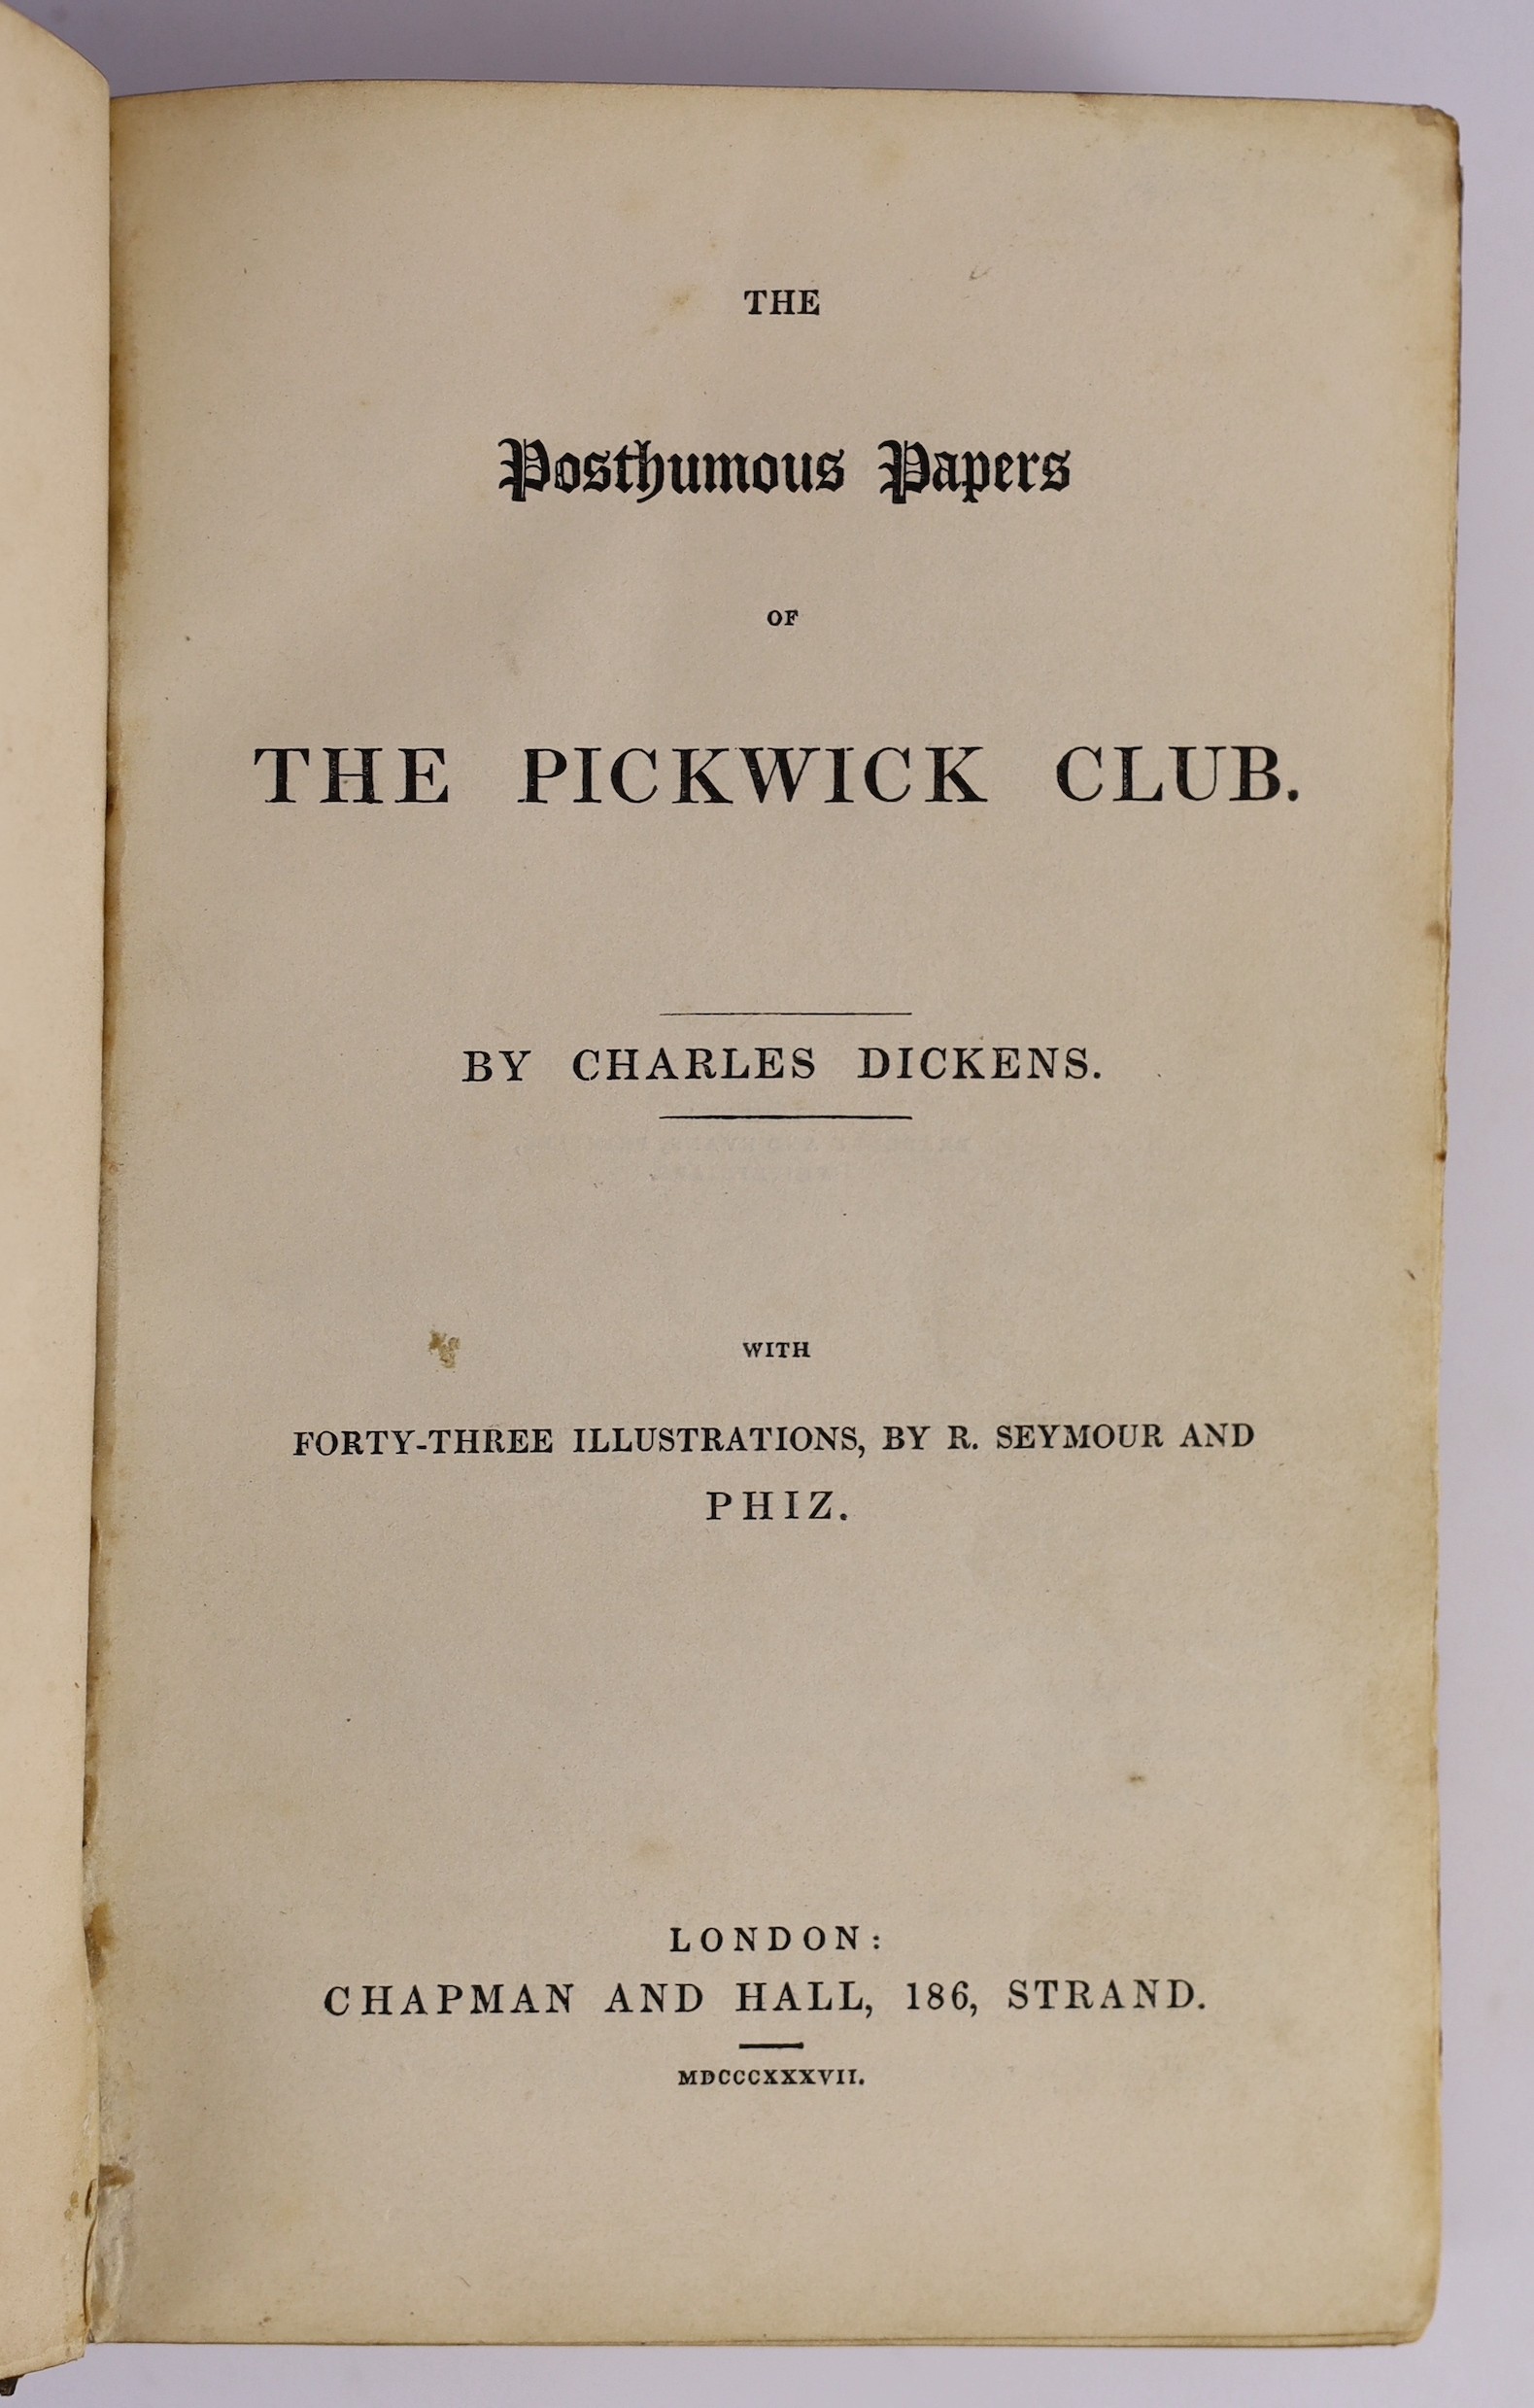 THE
Posthumous Papers
OF
THE PICKWICK CLUB.
BY CHARLES DICKENS.
WITH
FORTY-THREE ILLUSTRATIONS, BY R. SEYMOUR AND
PHIZ.
LONDON:
CHAPMAN AND HALL, 186, STRAND.
MDCCCXXXVII.